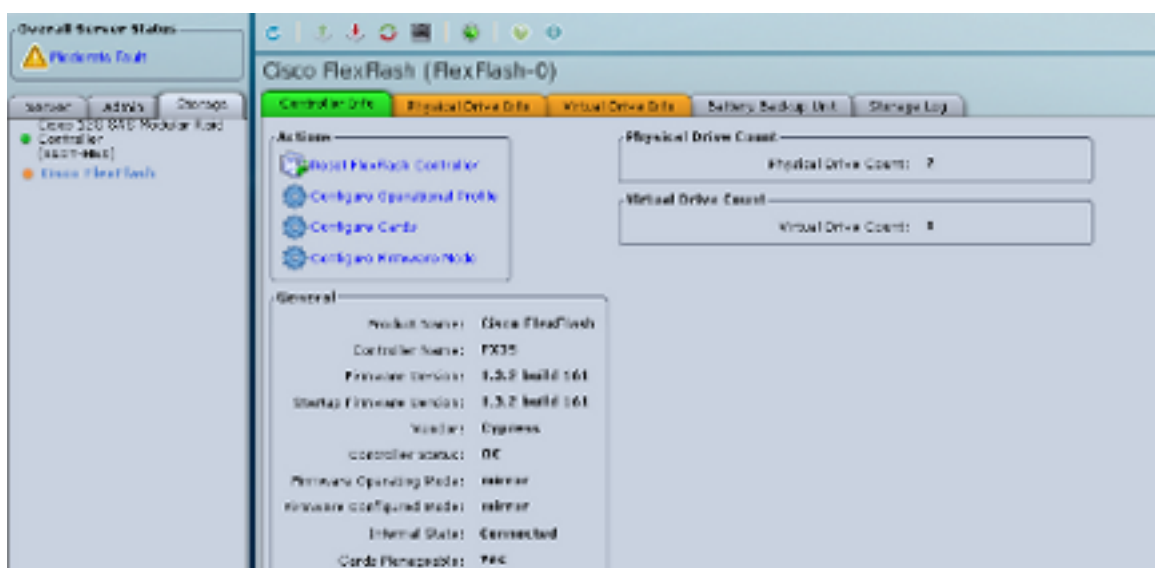 Overall Server Status
Moderate Fault
Server Admin Storage
Controller
Cisco FlexFlash
Cisco FlexFlash (FlexFlash-0)
Controller Info Physical Drive Info Virtual Drive Info Battery Backup Unit Storage Log
Actions
Reset FlexFlash Controller
Configure Operational Profile
Configure Cards
Configure Firmware Mode
Physical Drive Count
Physical Drive Count: 2
Virtual Drive Count
Virtual Drive Count:
General
Product Name: Cisco FlexFlash
Controller Name: FX3S
Firmware Version: 1.3.2 build 161
Startup Firmware Version: 1.3.2 build 161
Vendor: Cypress
Controller Status: OK
Firmware Operating Mode: mirror
Firmware Configured Mode: mirror
Internal State: Connected
Cards Manageable: YES